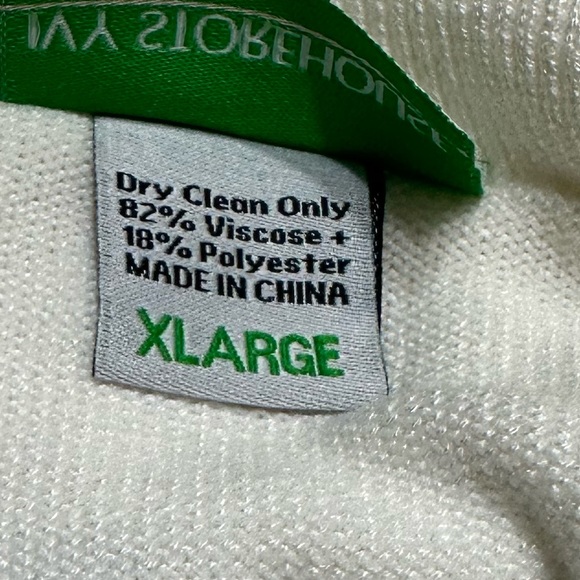 IVY STOREHOUSE
Dry Clean Only
82% Viscose +
18% Polyester
MADE IN CHINA
XLARGE